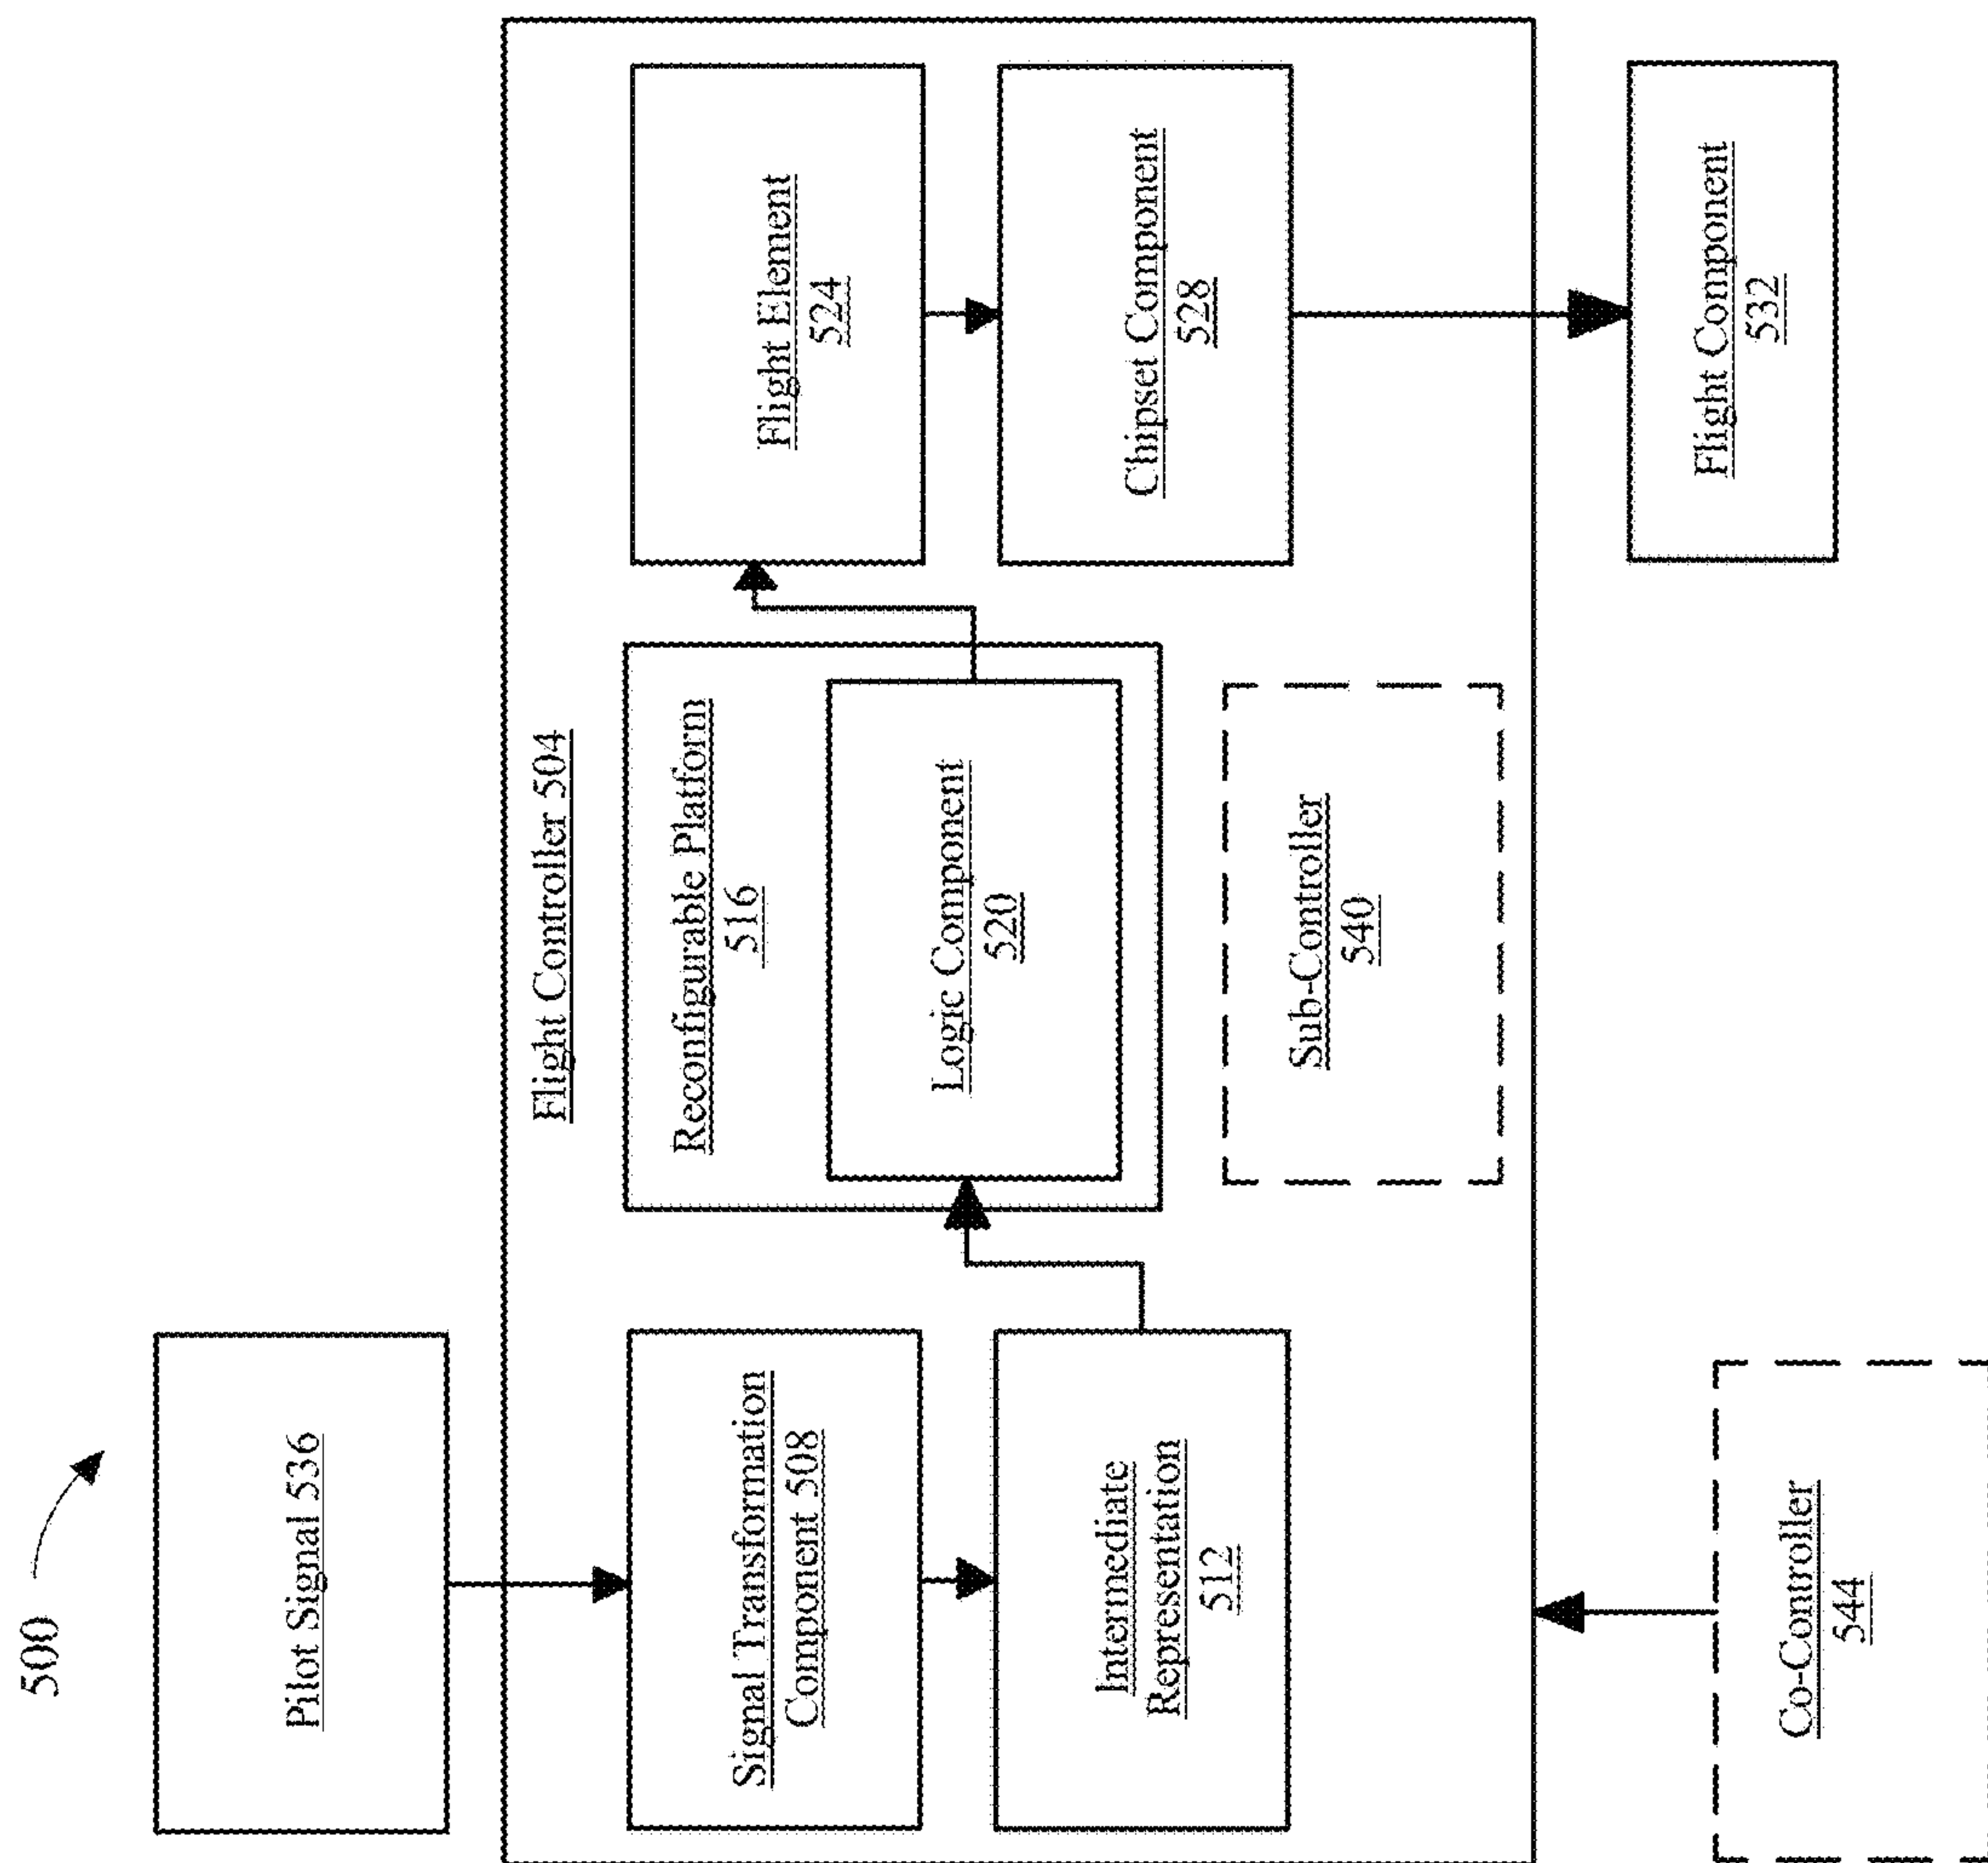 500
Pilot Signal 536
Flight Controller 504
Signal Transformation
Component 508
Intermediate
Representation
512
Reconfigurable Platform
516
Logic Component
520
Sub-Controller
540
Flight Element
524
Chipset Component
528
Flight Component
532
Co-Controller
544